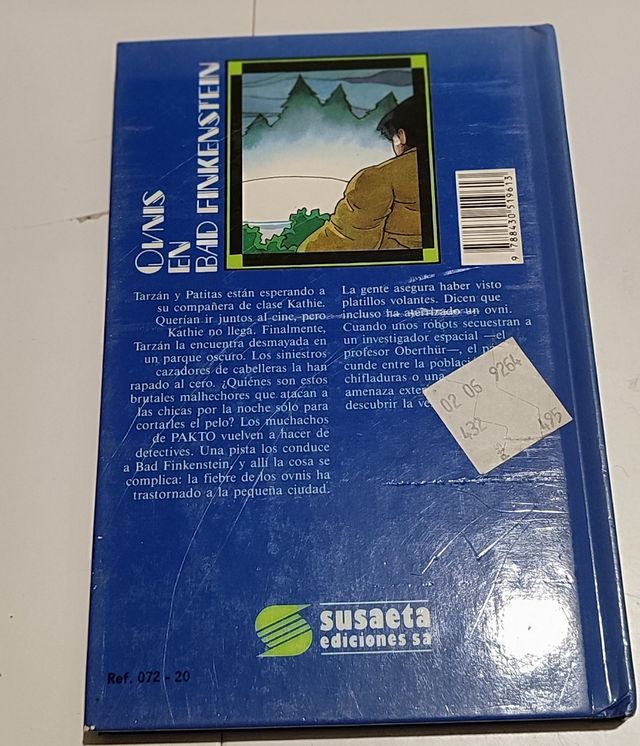 OVNIS
EN
BAD FINKENSTEIN
Tarzán y Patitas están esperando a
su compañera de clase Kathie.
Querían ir juntos al cine, pero
Kathie no llega. Finalmente,
Tarzán la encuentra desmayada en
un parque oscuro. Los siniestros
cazadores de cabelleras la han
rapado al cero. ¿Quiénes son estos
brutales malhechores que atacan a
las chicas por la noche sólo para
cortarles el pelo? Los muchachos
de PAKTO vuelven a hacer de
detectives. Una pista los conduce
a Bad Finkenstein, y allí la cosa se
complica: la fiebre de los ovnis ha
trastornado a la pequeña ciudad.
La gente asegura haber visto
platillos volantes. Dicen que
incluso ha aterrizado un ovni.
Cuando unos robots secuestran a
un investigador espacial —el
profesor Oberthür—, el
cunde entre la
chifladuras o una
amenaza
descubrir la
9 788430 519613
02 06 9264
432 495
susaeta
ediciones sa
Ref. 072 - 20